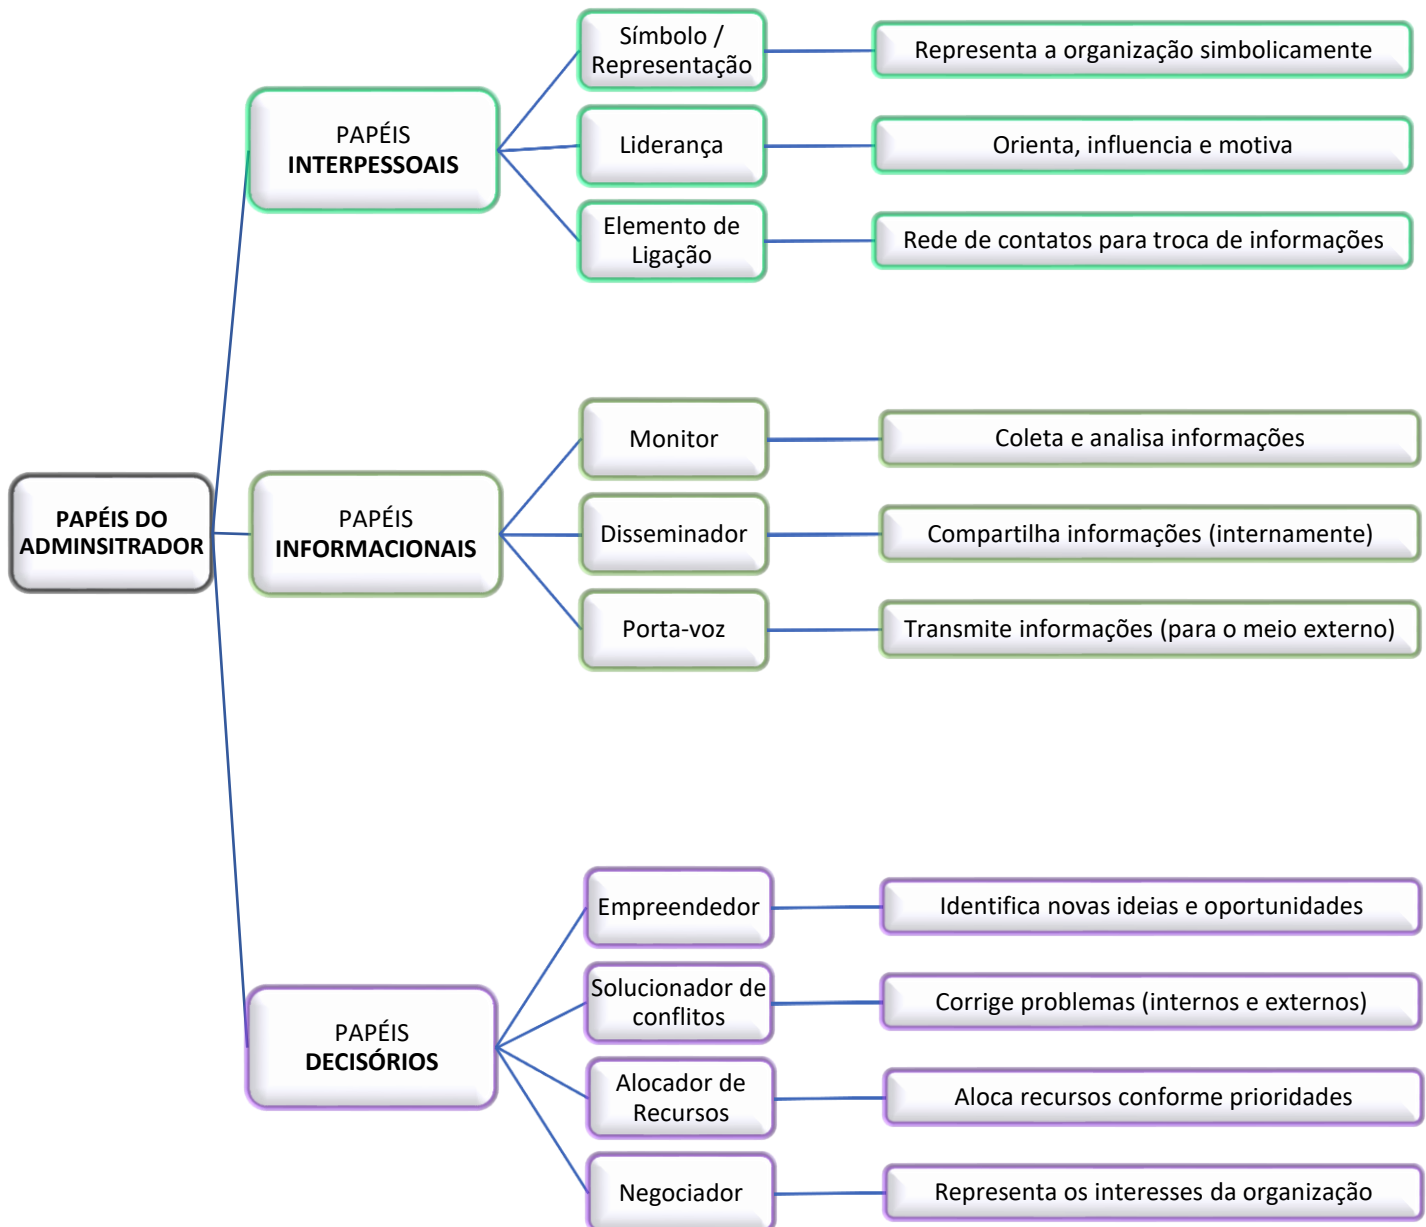 PAPÉIS DO
ADMINSITRADOR
PAPÉIS
INTERPESSOAIS
Símbolo /
Representação
Representa a organização simbolicamente
Liderança
Orienta, influencia e motiva
Elemento de
Ligação
Rede de contatos para troca de informações
PAPÉIS
INFORMACIONAIS
Monitor
Coleta e analisa informações
Disseminador
Compartilha informações (internamente)
Porta-voz
Transmite informações (para o meio externo)
PAPÉIS
DECISÓRIOS
Empreendedor
Identifica novas ideias e oportunidades
Solucionador de
conflitos
Corrige problemas (internos e externos)
Alocador de
Recursos
Aloca recursos conforme prioridades
Negociador
Representa os interesses da organização